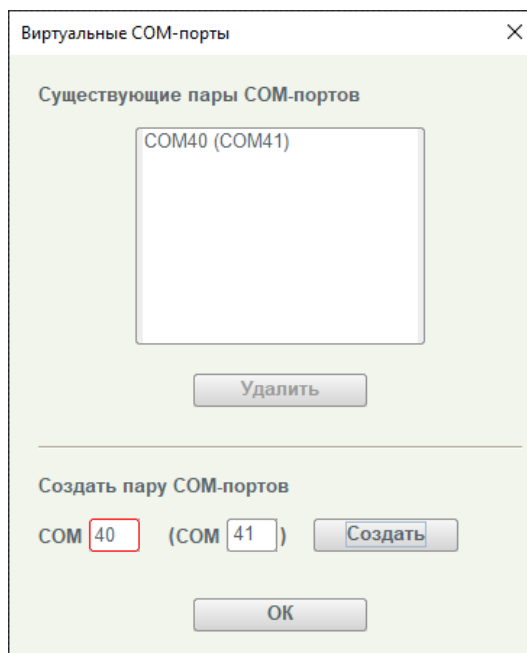 Виртуальные COM-порты
Существующие пары COM-портов
COM40 (COM41)
Удалить
Создать пару COM-портов
COM 40 (COM 41 ) Создать
ОК